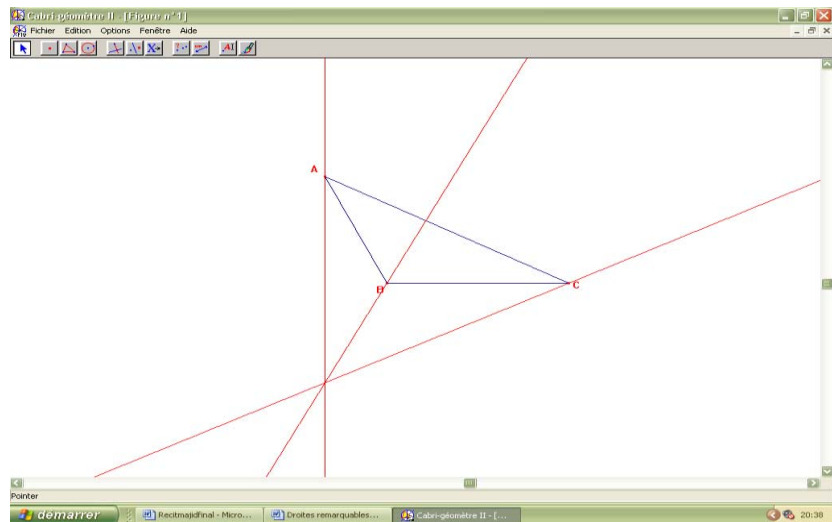 Cabri-géomètre II - [Figure n°1]
Fichier Edition Options Fenêtre Aide
A
B
C
Pointer
démarrer
Recitmajidfinal - Micro...
Droites remarquables...
Cabri-géomètre II - [...
20:38